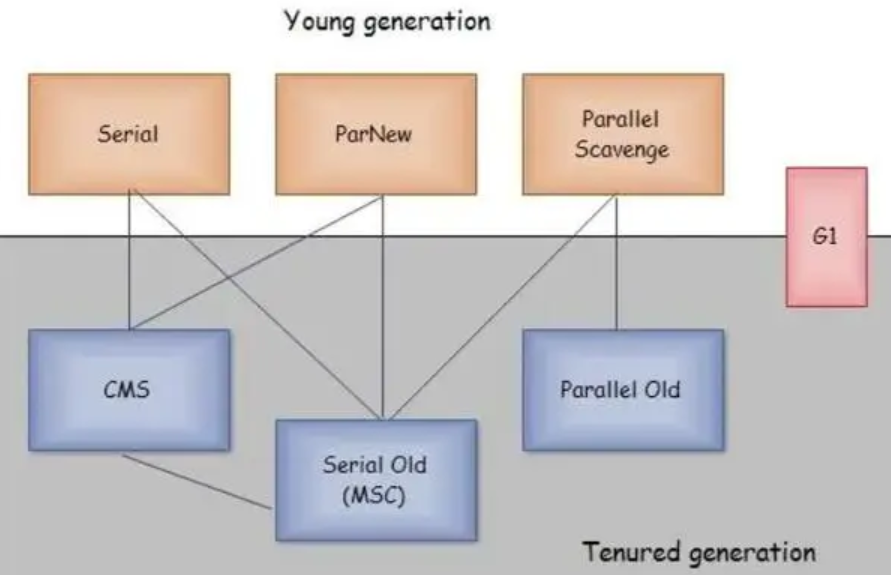 Young generation
Serial
ParNew
Parallel
Scavenge
G1
CMS
Parallel Old
Serial Old
(MSC)
Tenured generation